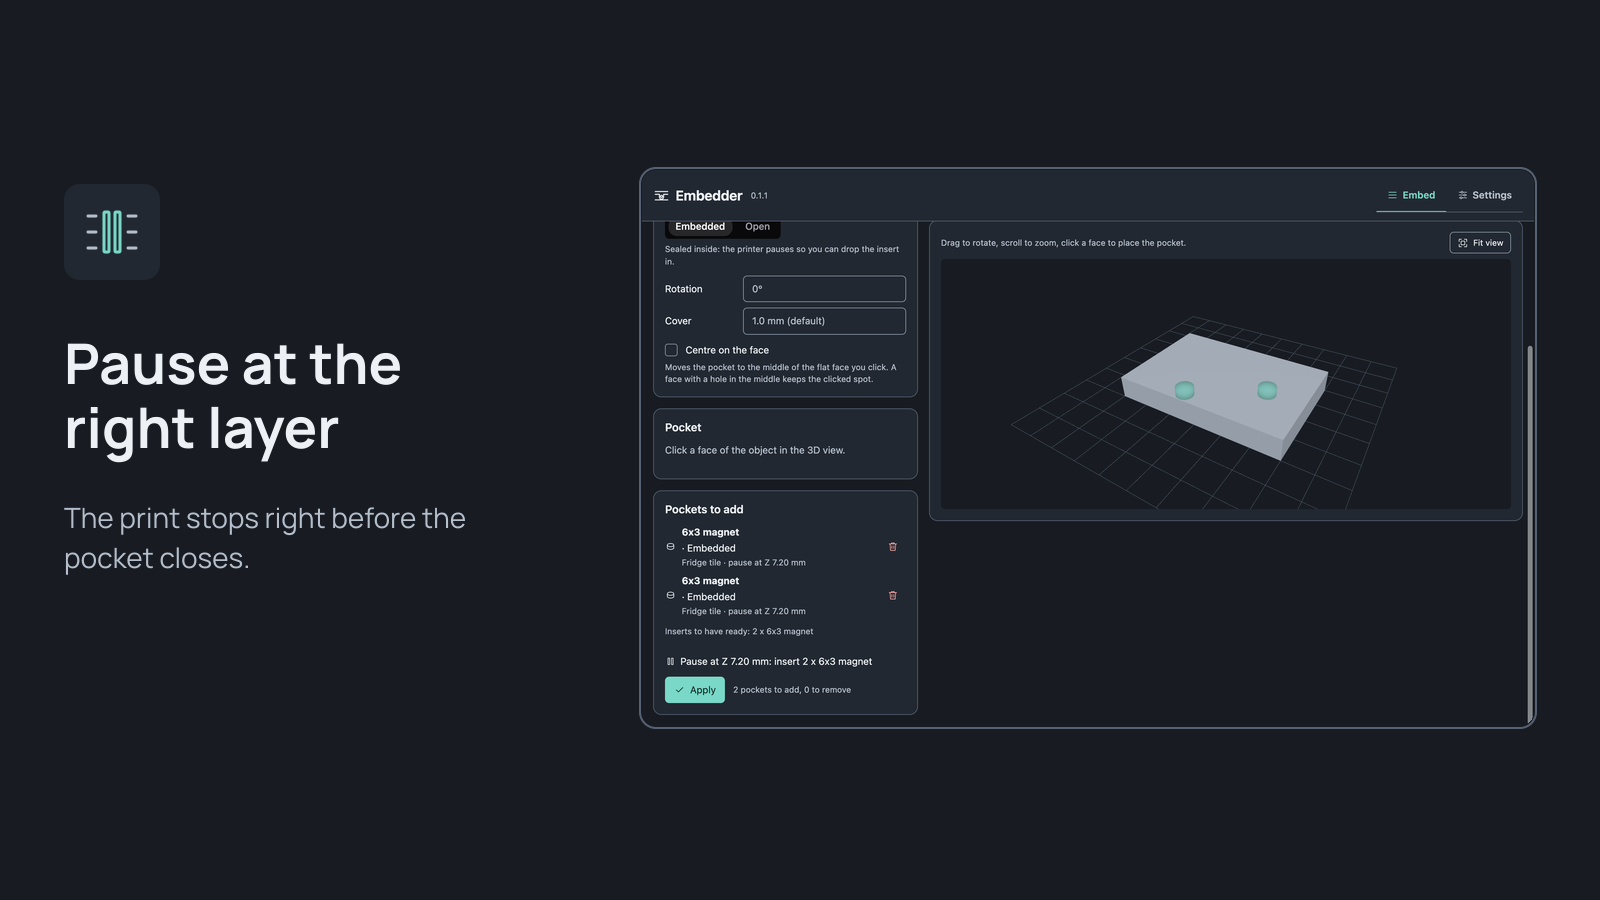 Pause at the
right layer
The print stops right before the
pocket closes.
Embedder 0.1.1
Embed
Settings
Embedded
Open
Sealed inside: the printer pauses so you can drop the insert
in.
Rotation
0°
Cover
1.0 mm (default)
Centre on the face
Moves the pocket to the middle of the flat face you click. A
face with a hole in the middle keeps the clicked spot.
Pocket
Click a face of the object in the 3D view.
Pockets to add
6x3 magnet
· Embedded
Fridge tile · pause at Z 7.20 mm
6x3 magnet
· Embedded
Fridge tile · pause at Z 7.20 mm
Inserts to have ready: 2 x 6x3 magnet
Pause at Z 7.20 mm: insert 2 x 6x3 magnet
Apply
2 pockets to add, 0 to remove
Drag to rotate, scroll to zoom, click a face to place the pocket.
Fit view